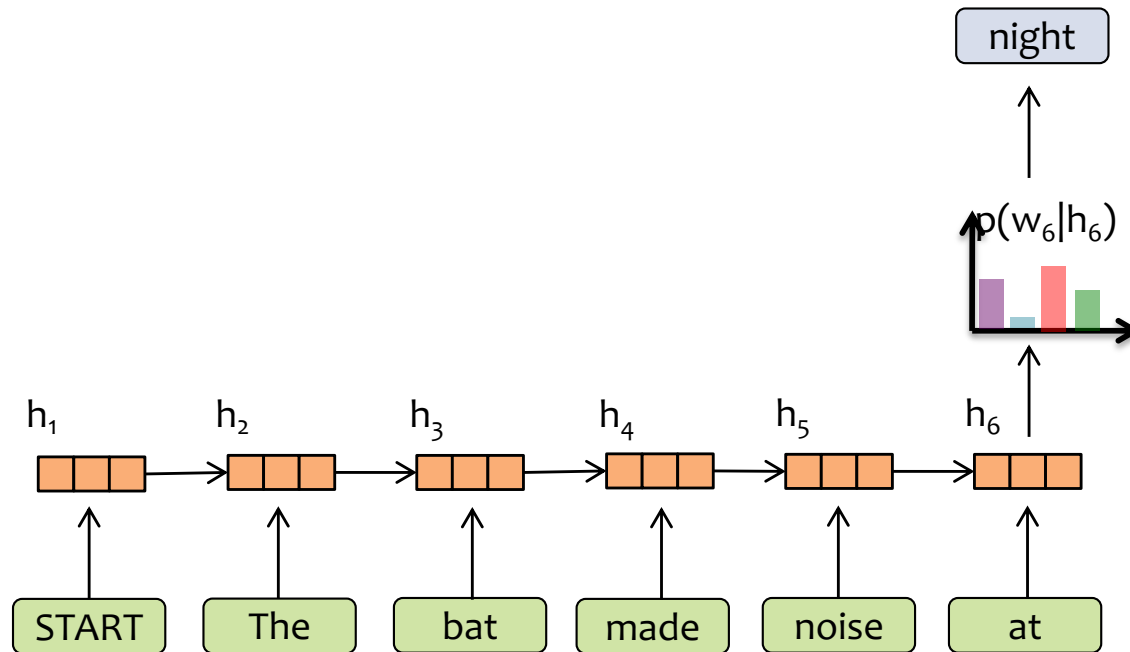 night
p(w₆|h₆)
h₁ h₂ h₃ h₄ h₅ h₆
START The bat made noise at